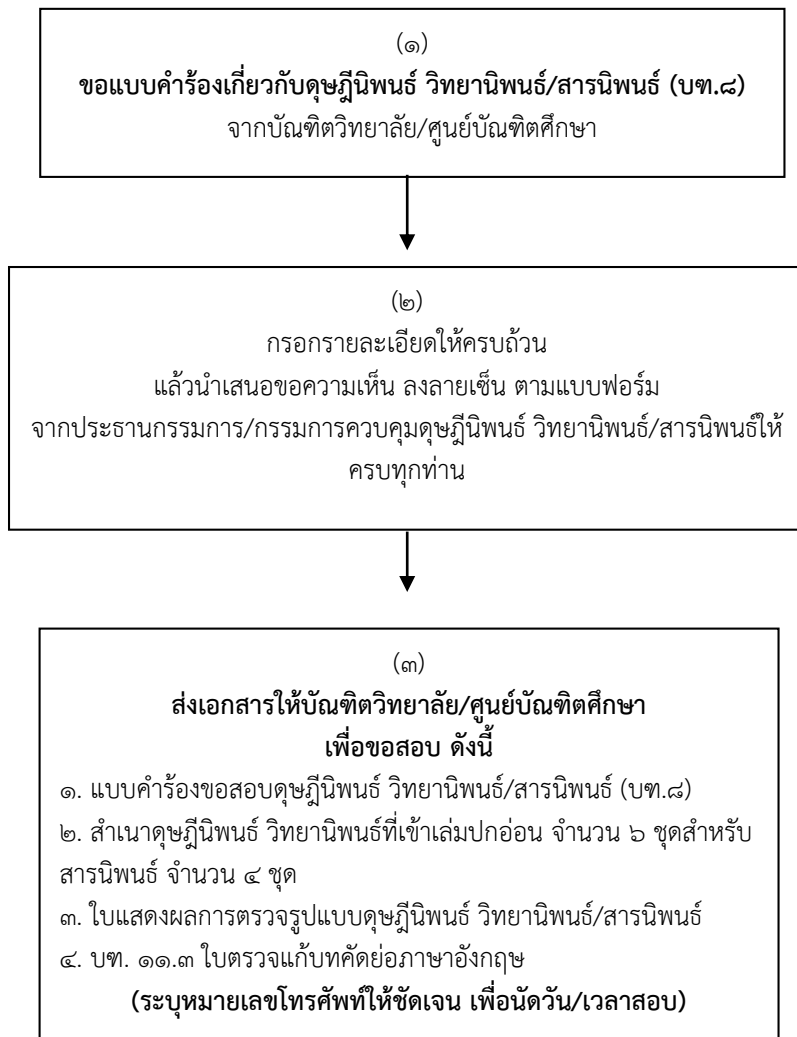 (๑)
ขอแบบคำร้องเกี่ยวกับดุษฎีนิพนธ์ วิทยานิพนธ์/สารนิพนธ์ (บฑ.๘)
จากบัณฑิตวิทยาลัย/ศูนย์บัณฑิตศึกษา
(๒)
กรอกรายละเอียดให้ครบถ้วน
แล้วนำเสนอขอความเห็น ลงลายเซ็น ตามแบบฟอร์ม
จากประธานกรรมการ/กรรมการควบคุมดุษฎีนิพนธ์ วิทยานิพนธ์/สารนิพนธ์ให้
ครบทุกท่าน
(๓)
ส่งเอกสารให้บัณฑิตวิทยาลัย/ศูนย์บัณฑิตศึกษา
เพื่อขอสอบ ดังนี้
๑. แบบคำร้องขอสอบดุษฎีนิพนธ์ วิทยานิพนธ์/สารนิพนธ์ (บฑ.๘)
๒. สำเนาดุษฎีนิพนธ์ วิทยานิพนธ์ที่เข้าเล่มปกอ่อน จำนวน ๖ ชุดสำหรับ
สารนิพนธ์ จำนวน ๔ ชุด
๓. ใบแสดงผลการตรวจรูปแบบดุษฎีนิพนธ์ วิทยานิพนธ์/สารนิพนธ์
๔. บฑ. ๑๑.๓ ใบตรวจแก้บทคัดย่อภาษาอังกฤษ
(ระบุหมายเลขโทรศัพท์ให้ชัดเจน เพื่อนัดวัน/เวลาสอบ)